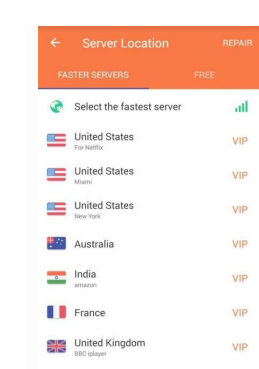 Server Location
REPAIR
FASTER SERVERS
FREE
Select the fastest server
United States
For Netflix
VIP
United States
Miami
VIP
United States
New York
VIP
Australia
VIP
India
amazon
VIP
France
VIP
United Kingdom
BBC iplayer
VIP